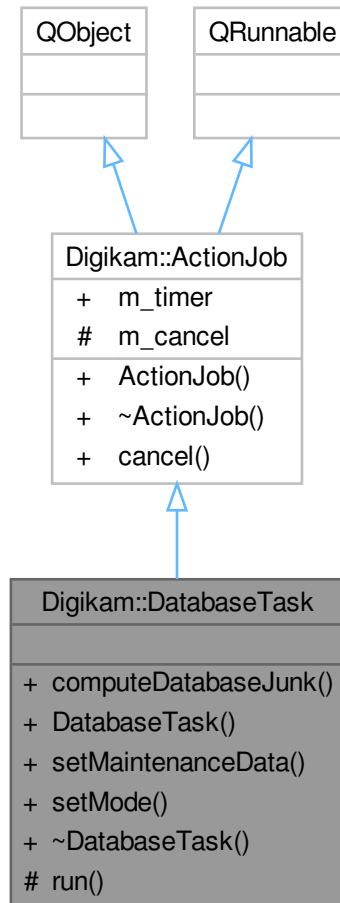 QObject
QRunnable
Digikam::ActionJob
+ m_timer
# m_cancel
+ ActionJob()
+ ~ActionJob()
+ cancel()
Digikam::DatabaseTask
+ computeDatabaseJunk()
+ DatabaseTask()
+ setMaintenanceData()
+ setMode()
+ ~DatabaseTask()
# run()